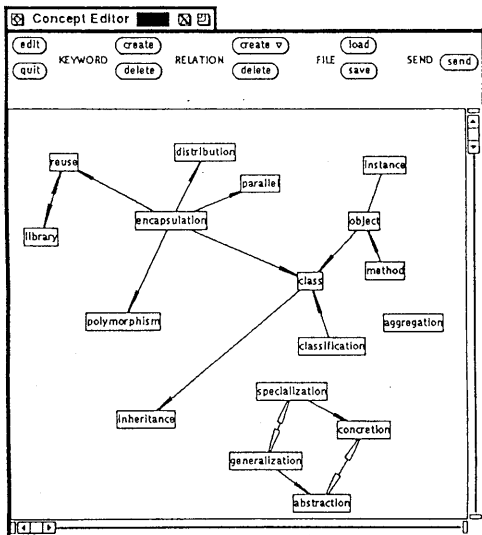 Concept Editor
edit
create
create
load
KEYWORD
RELATION
FILE
SEND
send
quit
delete
delete
save
distribution
reuse
instance
parallel
encapsulation
object
library
method
class
polymorphism
aggregation
classification
specialization
inheritance
concretion
generalization
abstraction